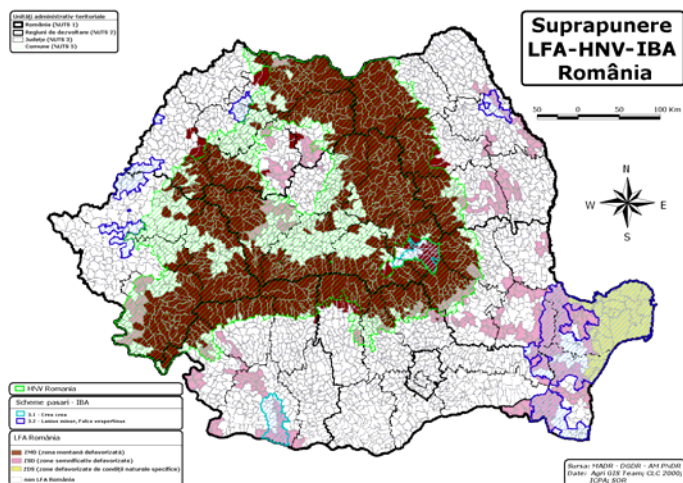 Unități administrativ-teritoriale
România (NUTS 1)
Regiuni de dezvoltare (NUTS 2)
Județe (NUTS 3)
Comune (NUTS 5)
Suprapunere
LFA-HNV-IBA
România
50 0 50 100 Km
N
W E
S
HNV Romania
Scheme pasari - IBA
3.1 - Crex crex
3.2 - Lanius minor, Falco vespertinus
LFA România
ZMD (zona montană defavorizată)
ZSD (zone semnificativ defavorizate)
ZDS (zone defavorizate de condiții naturale specifice)
non LFA România
Sursa: MADR - DGDR - AM PNDR
Date: Agri GIS Team; CLC 2000;
ICPA; SOR